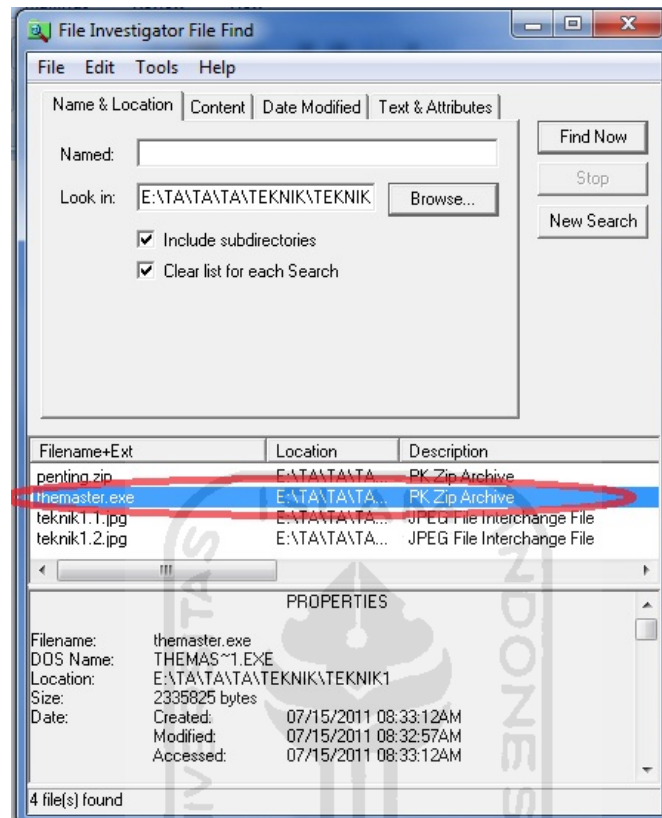 File Investigator File Find
File Edit Tools Help
Name & Location Content Date Modified Text & Attributes
Named:
Find Now
Stop
Look in: E:\TA\TA\TA\TEKNIK\TEKNIK Browse...
New Search
Include subdirectories
Clear list for each Search
Filename+Ext Location Description
penting.zip E:\TA\TA\TA... PK Zip Archive
themaster.exe E:\TA\TA\TA... PK Zip Archive
teknik1.1.jpg E:\TA\TA\TA... JPEG File Interchange File
teknik1.2.jpg E:\TA\TA\TA... JPEG File Interchange File
PROPERTIES
Filename: themaster.exe
DOS Name: THEMAS~1.EXE
Location: E:\TA\TA\TA\TEKNIK\TEKNIK1
Size: 2335825 bytes
Date: Created: 07/15/2011 08:33:12AM
Modified: 07/15/2011 08:32:57AM
Accessed: 07/15/2011 08:33:12AM
4 file(s) found